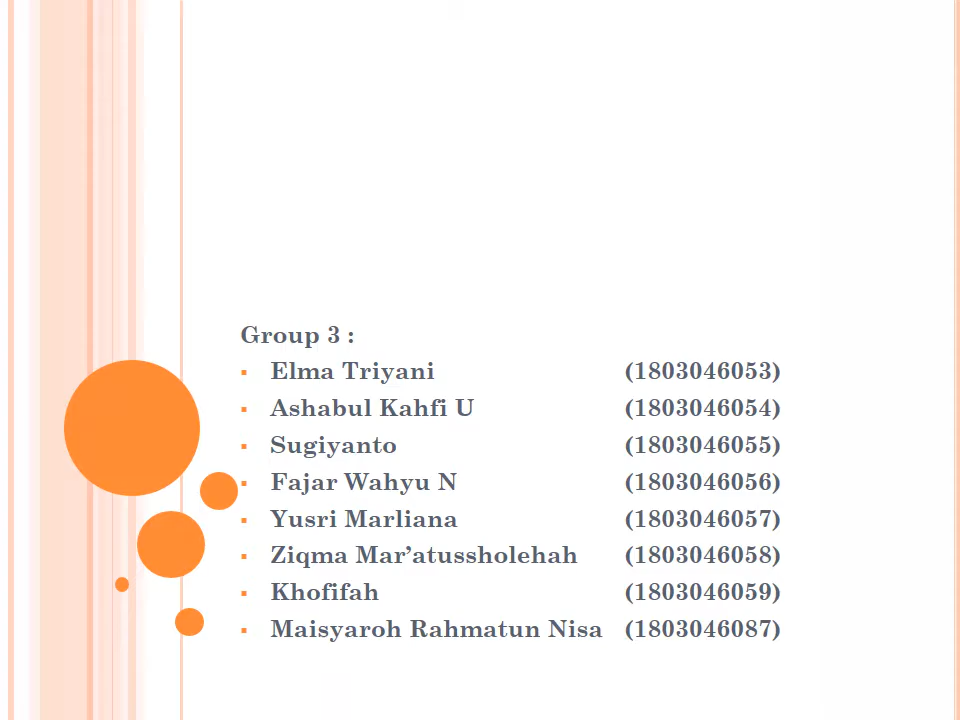 Group 3 :
▪ Elma Triyani (1803046053)
▪ Ashabul Kahfi U (1803046054)
▪ Sugiyanto (1803046055)
▪ Fajar Wahyu N (1803046056)
▪ Yusri Marliana (1803046057)
▪ Ziqma Mar’atussholehah (1803046058)
▪ Khofifah (1803046059)
▪ Maisyaroh Rahmatun Nisa (1803046087)